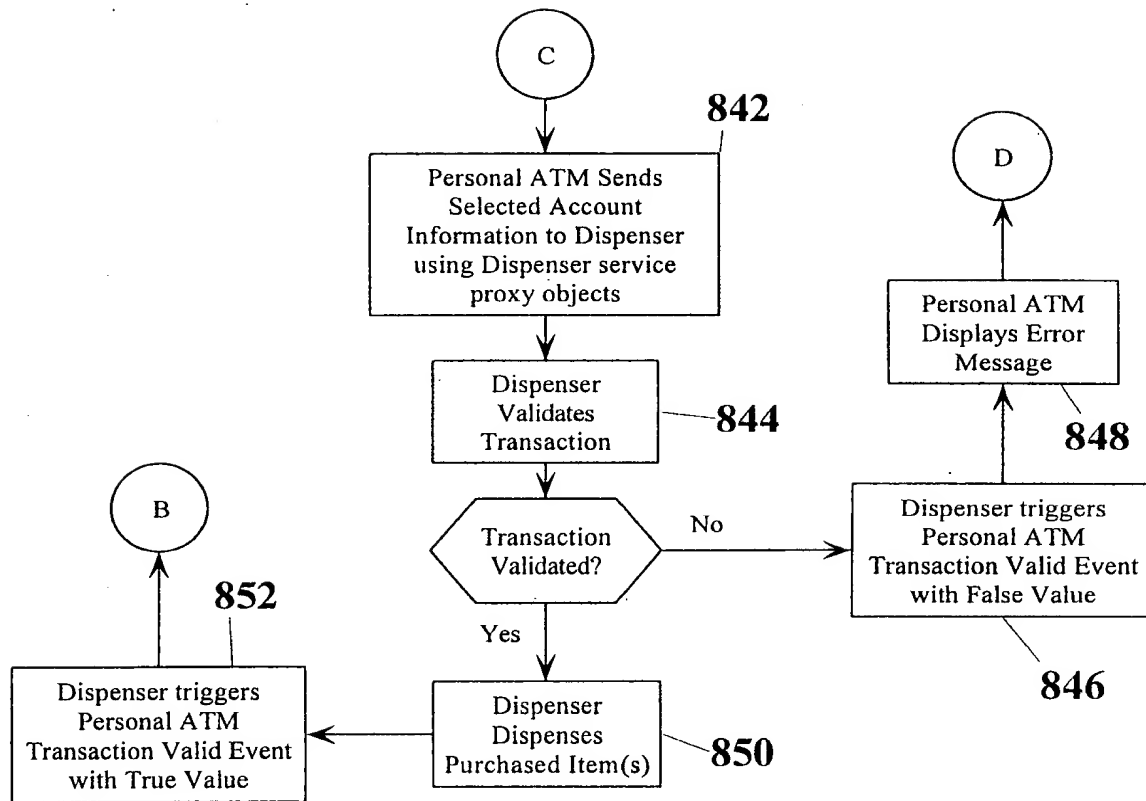 C
842
Personal ATM Sends
Selected Account
Information to Dispenser
using Dispenser service
proxy objects
D
Personal ATM
Displays Error
Message
848
Dispenser
Validates
Transaction
844
B
Transaction
Validated?
No
Dispenser triggers
Personal ATM
Transaction Valid Event
with False Value
846
Yes
852
Dispenser triggers
Personal ATM
Transaction Valid Event
with True Value
Dispenser
Dispenses
Purchased Item(s)
850